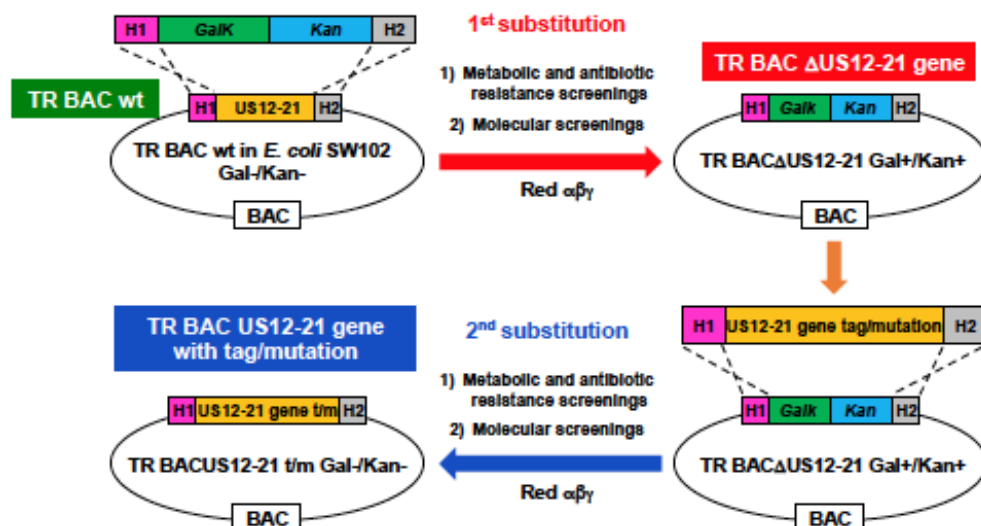 H1 GalK Kan H2
1st substitution
1) Metabolic and antibiotic
resistance screenings
2) Molecular screenings
Red αβγ
TR BAC wt
H1 US12-21 H2
TR BAC wt in E. coli SW102
Gal-/Kan-
BAC
TR BAC ΔUS12-21 gene
H1 Galk Kan H2
TR BACΔUS12-21 Gal+/Kan+
BAC
H1 US12-21 gene tag/mutation H2
H1 Galk Kan H2
TR BACΔUS12-21 Gal+/Kan+
BAC
2nd substitution
1) Metabolic and antibiotic
resistance screenings
2) Molecular screenings
Red αβγ
TR BAC US12-21 gene
with tag/mutation
H1 US12-21 gene t/m H2
TR BACUS12-21 t/m Gal-/Kan-
BAC